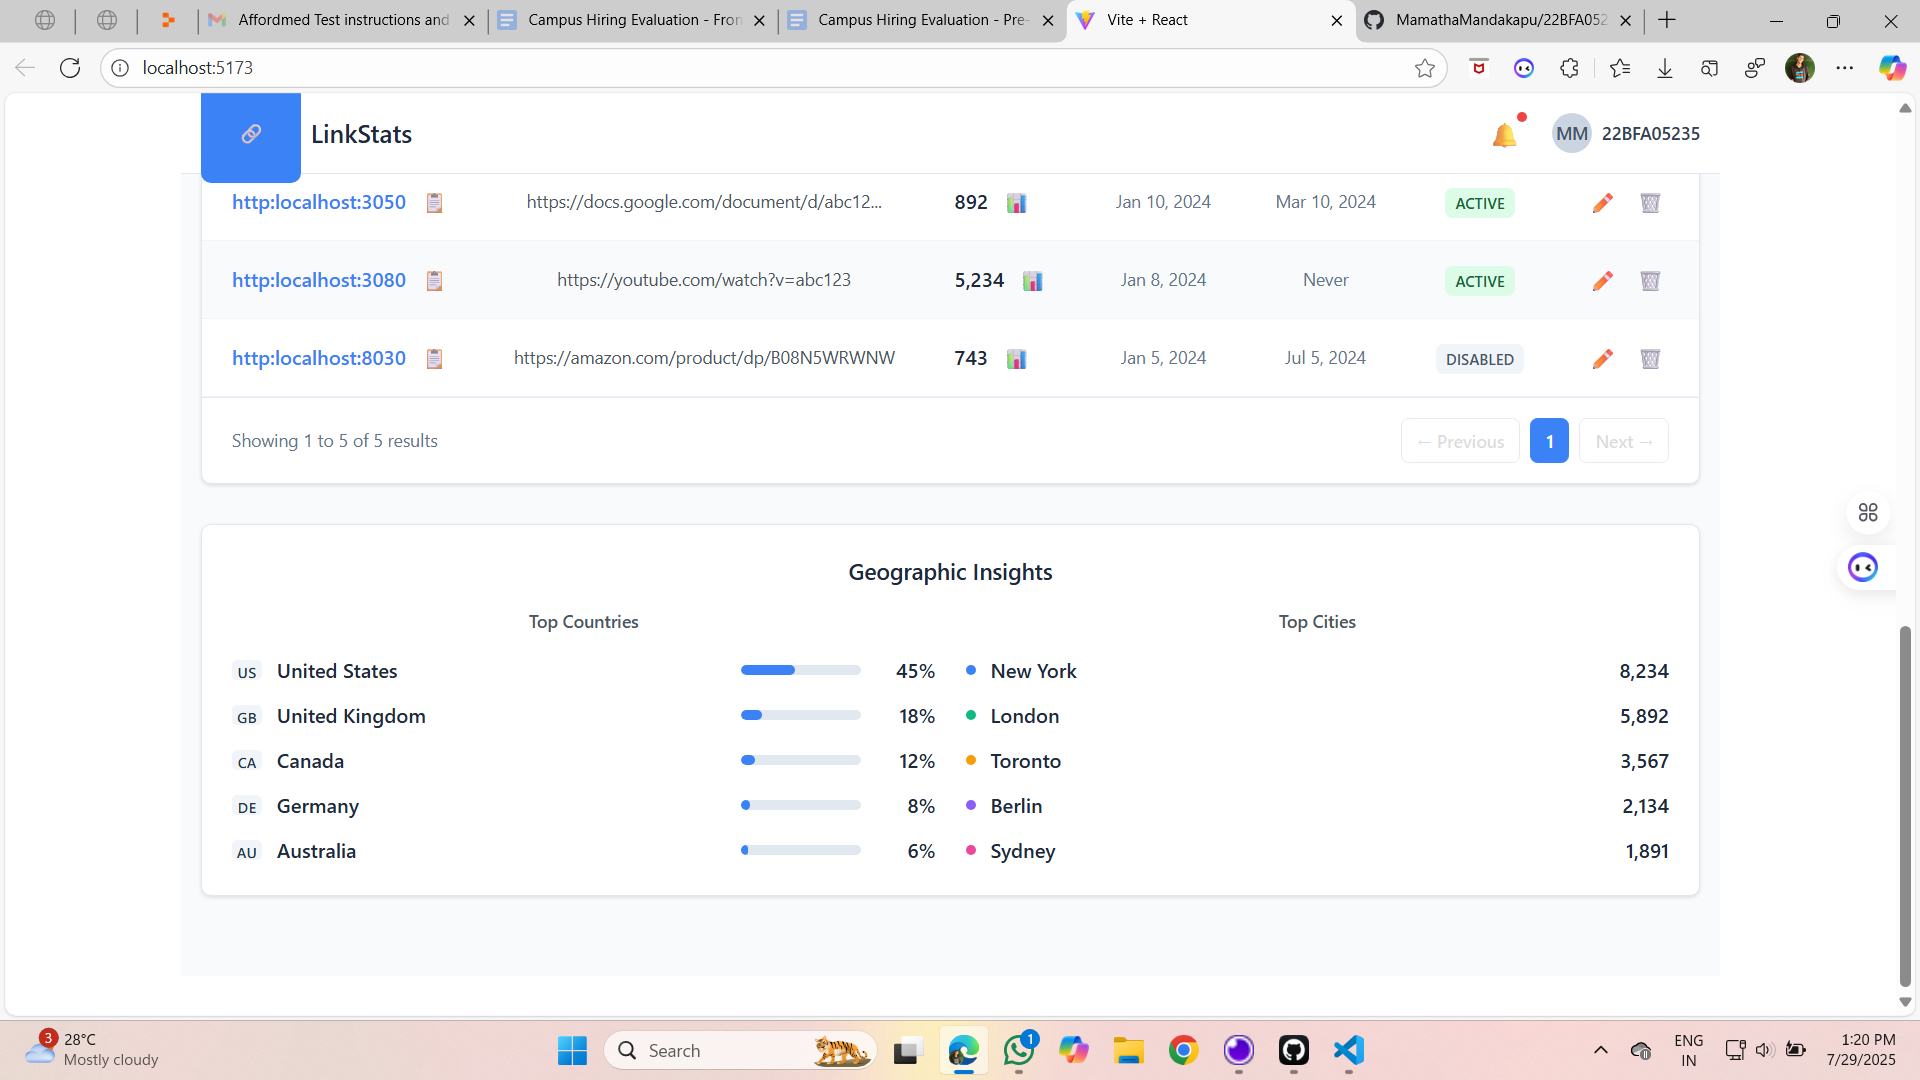 Affordmed Test instructions and
Campus Hiring Evaluation - Fron
Campus Hiring Evaluation - Pre-
Vite + React
MamathaMandakapu/22BFA052
localhost:5173
LinkStats
MM 22BFA05235
http:localhost:3050 https://docs.google.com/document/d/abc12... 892 Jan 10, 2024 Mar 10, 2024 ACTIVE
http:localhost:3080 https://youtube.com/watch?v=abc123 5,234 Jan 8, 2024 Never ACTIVE
http:localhost:8030 https://amazon.com/product/dp/B08N5WRWNW 743 Jan 5, 2024 Jul 5, 2024 DISABLED
Showing 1 to 5 of 5 results ← Previous 1 Next →
Geographic Insights
Top Countries Top Cities
US United States 45% New York 8,234
GB United Kingdom 18% London 5,892
CA Canada 12% Toronto 3,567
DE Germany 8% Berlin 2,134
AU Australia 6% Sydney 1,891
3 28°C
Mostly cloudy
Search
1
ENG
IN
1:20 PM
7/29/2025